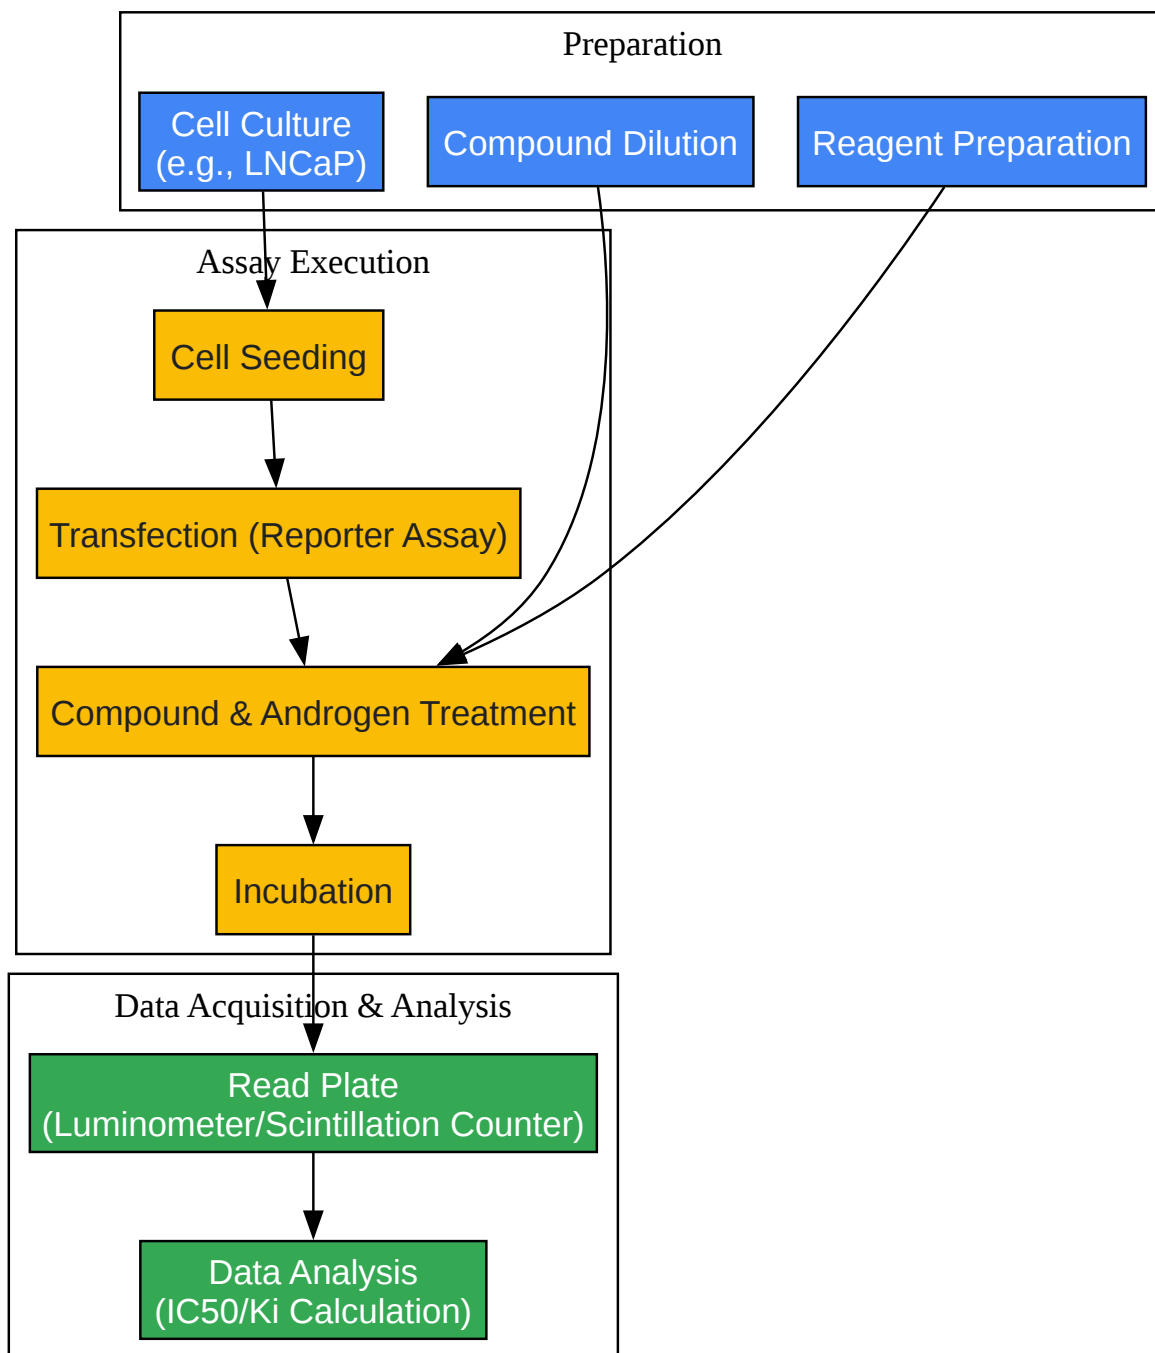 Preparation
Cell Culture
(e.g., LNCaP)
Compound Dilution
Reagent Preparation
Assay Execution
Cell Seeding
Transfection (Reporter Assay)
Compound & Androgen Treatment
Incubation
Data Acquisition & Analysis
Read Plate
(Luminometer/Scintillation Counter)
Data Analysis
(IC50/Ki Calculation)